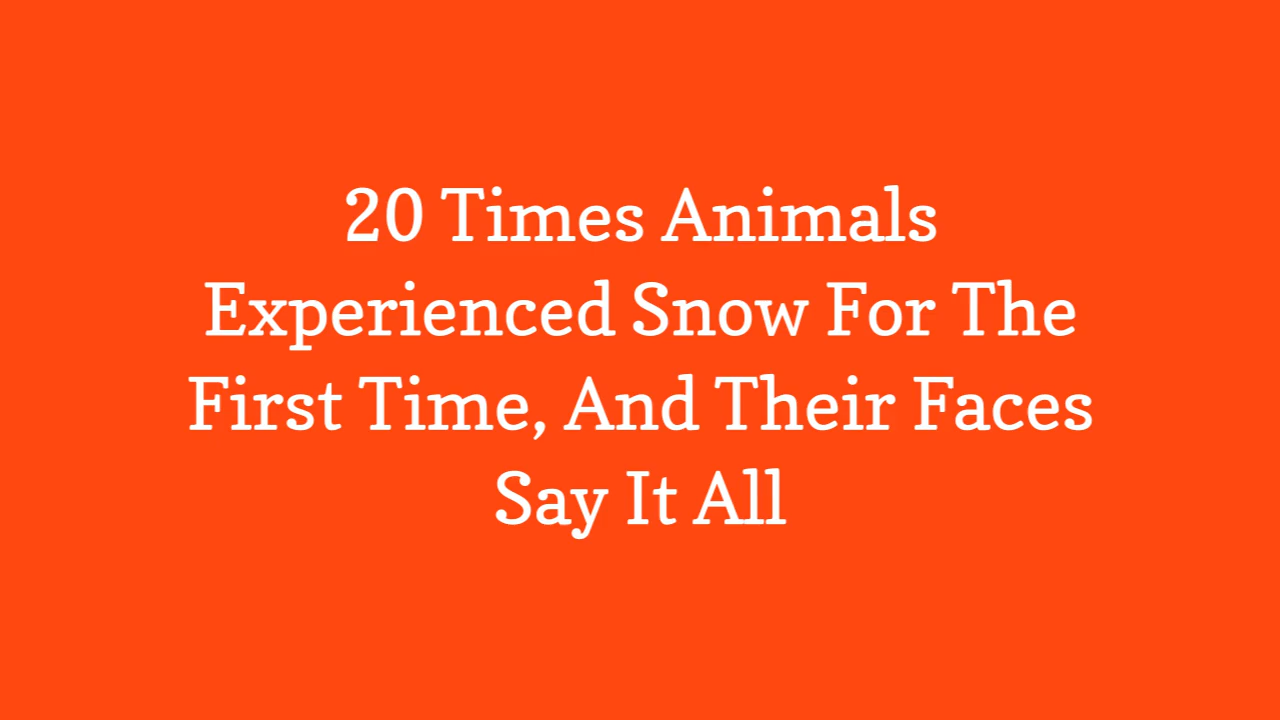 20 Times Animals
Experienced Snow For The
First Time, And Their Faces
Say It All